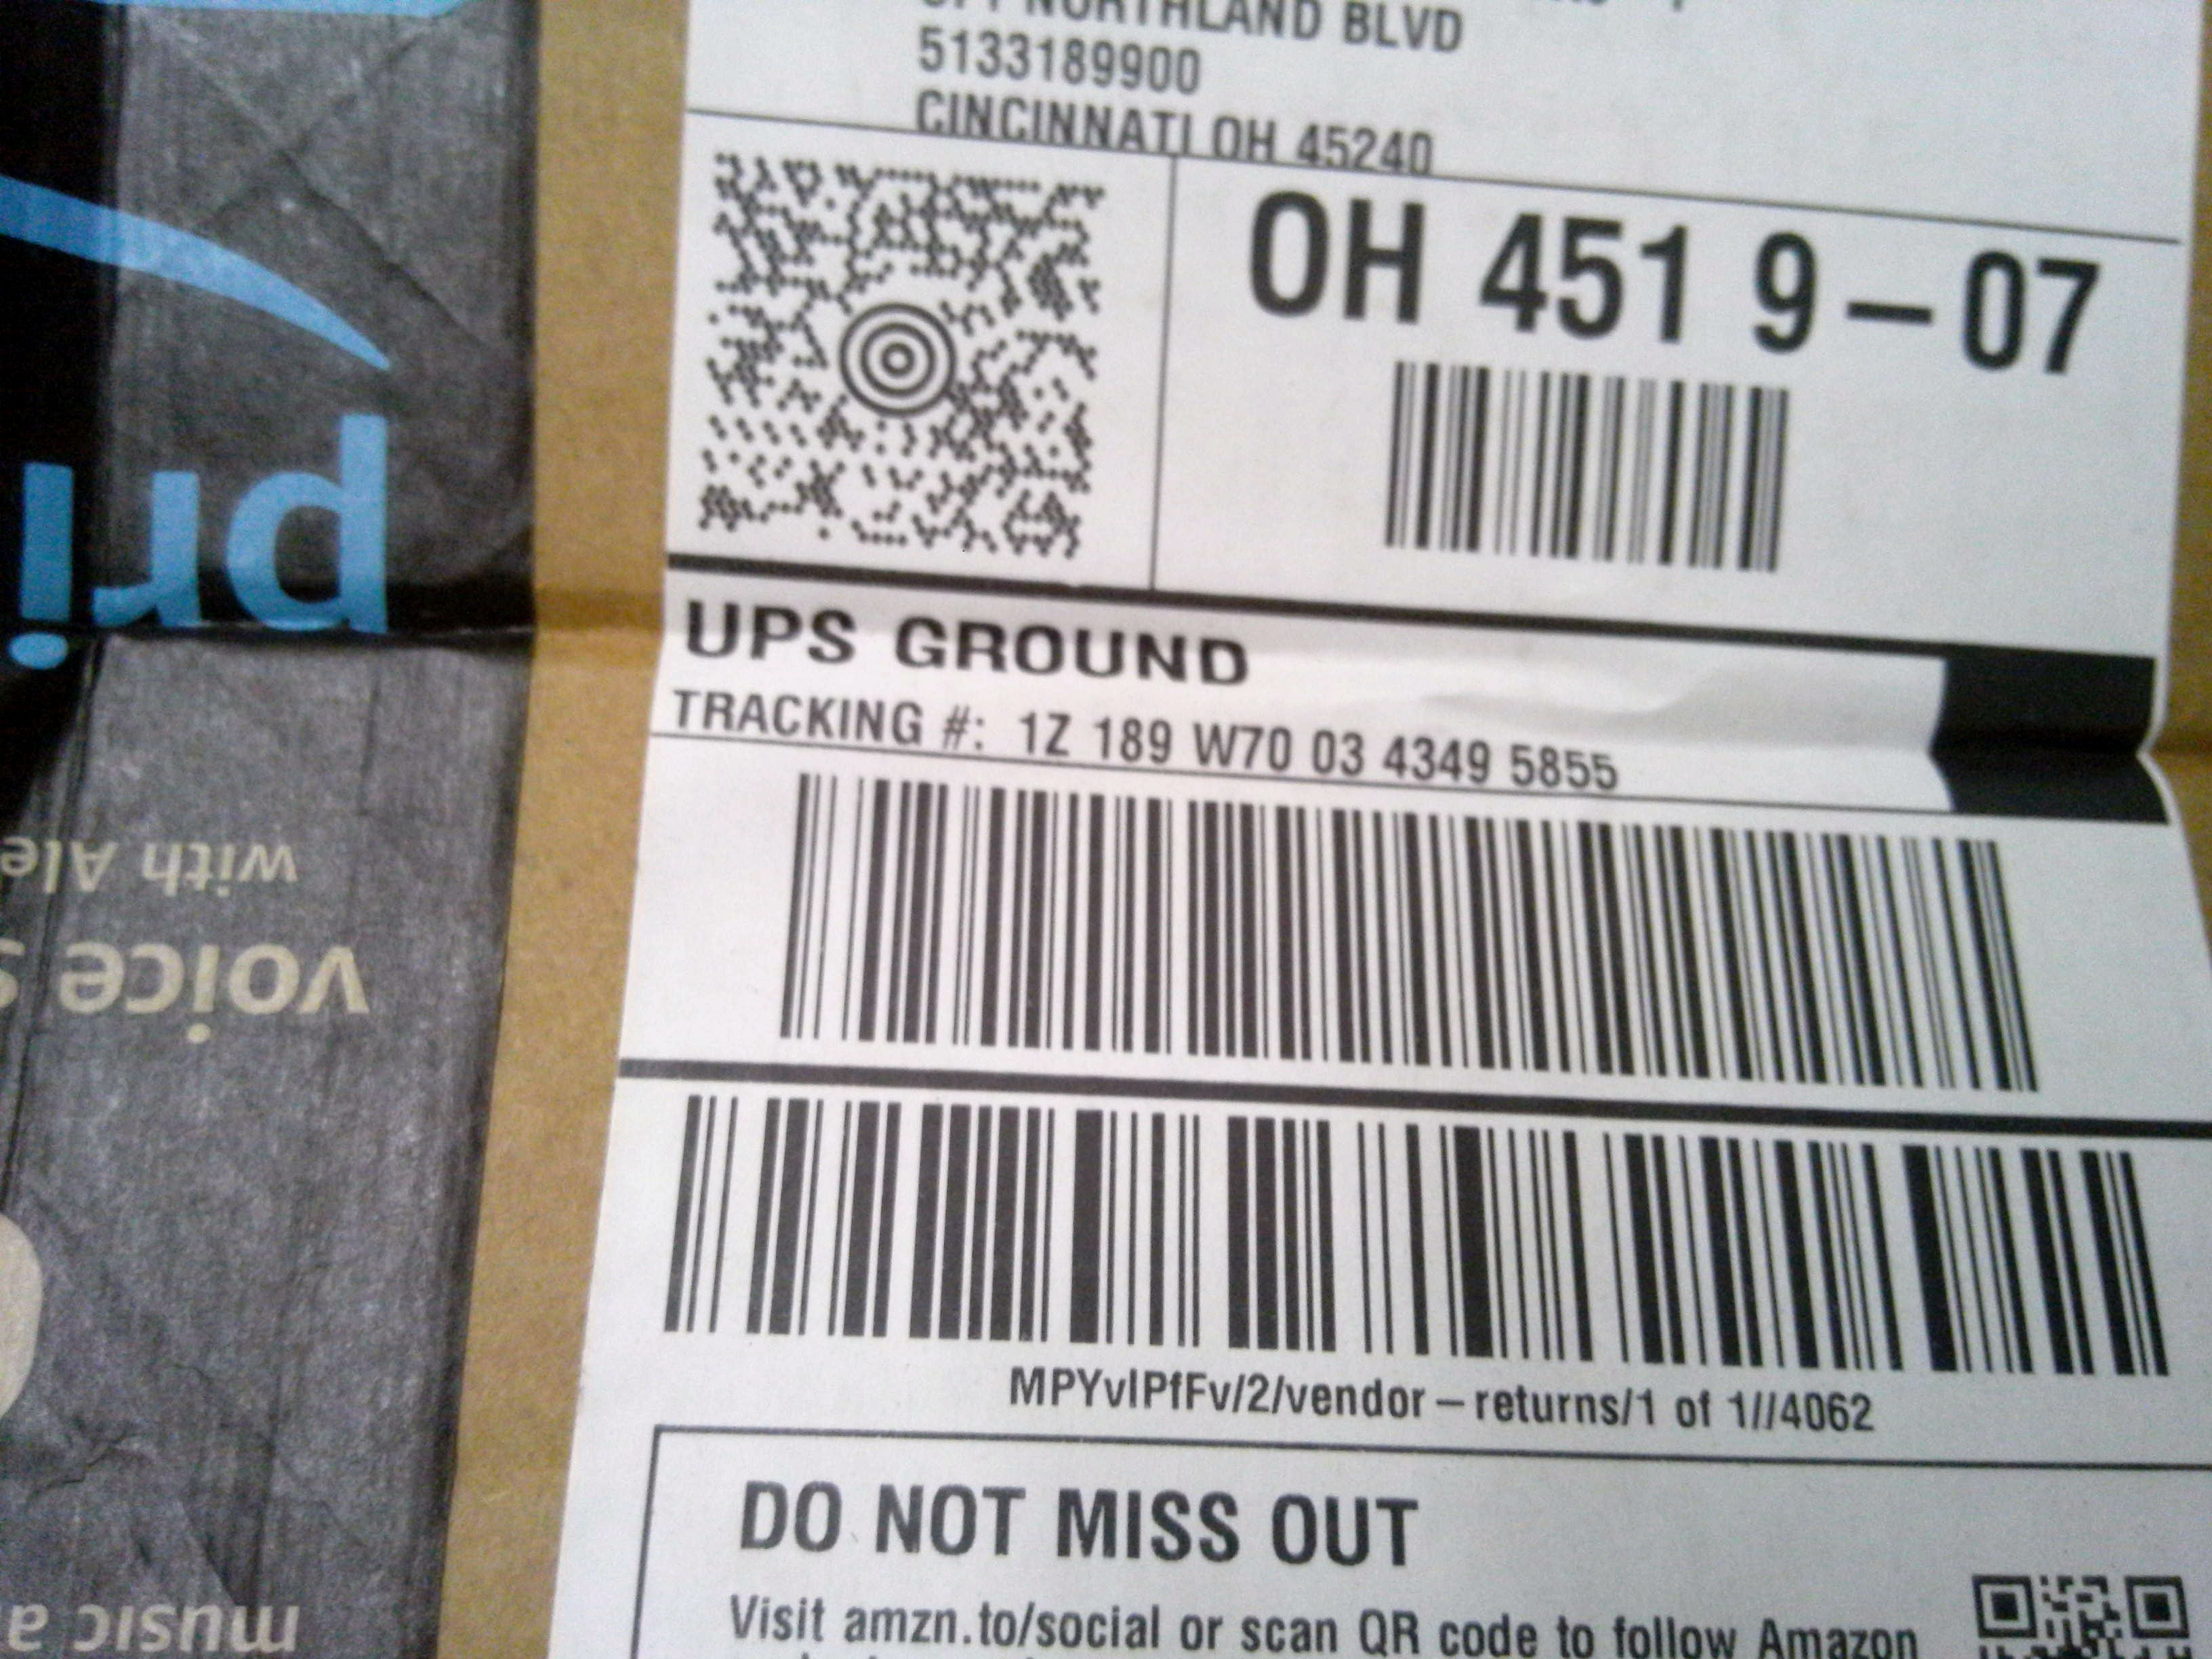 NORTHLAND BLVD
5133189900
CINCINNATI OH 45240
OH 451 9-07
UPS GROUND
TRACKING #: 1Z 189 W70 03 4349 5855
MPYvlPfFv/2/vendor-returns/1 of 1//4062
DO NOT MISS OUT
Visit amzn.to/social or scan QR code to follow Amazon
pri
with Ale
voice s
music a